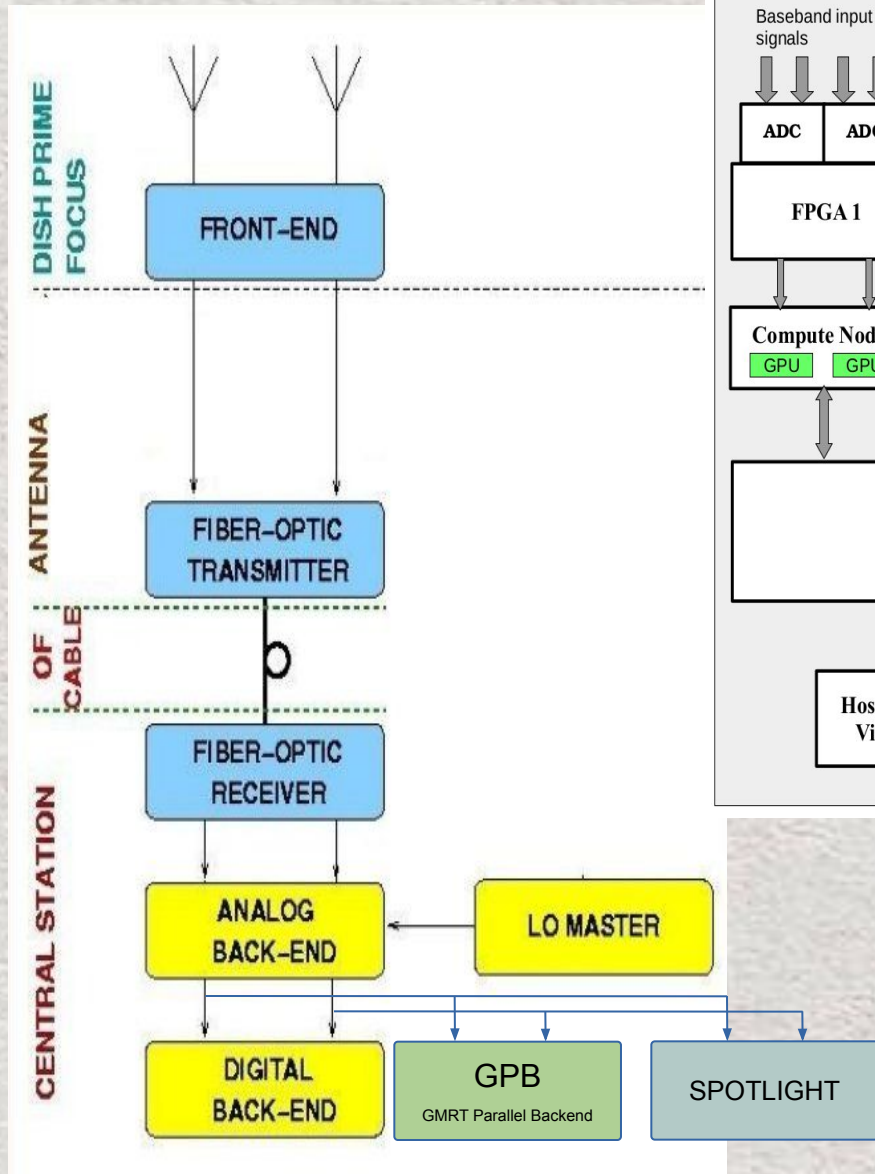 DISH PRIME
FOCUS
FRONT-END
ANTENNA
FIBER-OPTIC
TRANSMITTER
OF
CABLE
FIBER-OPTIC
RECEIVER
CENTRAL STATION
ANALOG
BACK-END
LO MASTER
DIGITAL
BACK-END
GPB
GMRT Parallel Backend
SPOTLIGHT
Baseband input
signals
ADC
FPGA 1
Compute
GPU